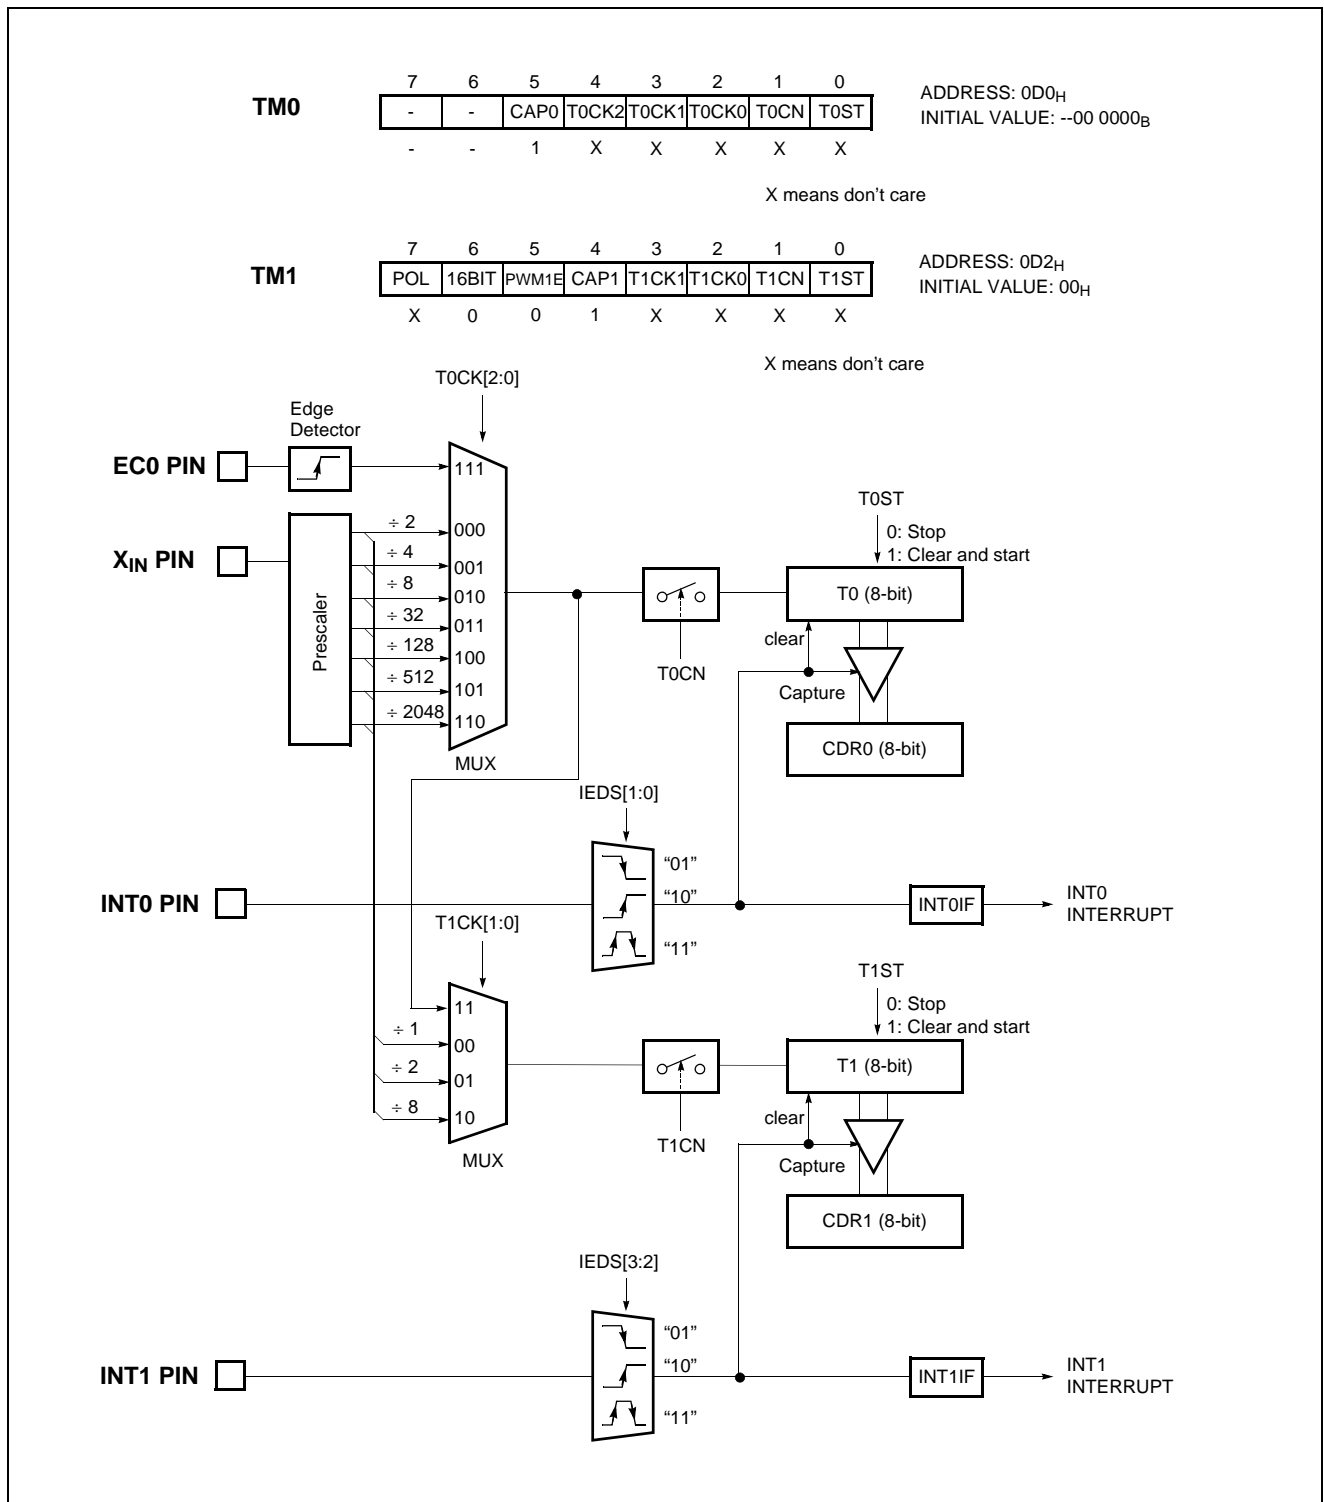 7 6 5 4 3 2 1 0
TM0 - - CAP0 T0CK2 T0CK1 T0CK0 T0CN T0ST
ADDRESS: 0D0H
INITIAL VALUE: --00 0000B
- - 1 X X X X X
X means don't care
7 6 5 4 3 2 1 0
TM1 POL 16BIT PWM1E CAP1 T1CK1 T1CK0 T1CN T1ST
ADDRESS: 0D2H
INITIAL VALUE: 00H
X 0 0 1 X X X X
X means don't care
T0CK[2:0]
Edge
Detector
EC0 PIN
111
XIN PIN
Prescaler
÷ 2 000
÷ 4 001
÷ 8 010
÷ 32 011
÷ 128 100
÷ 512 101
÷ 2048 110
MUX
T0CN
T0ST
0: Stop
1: Clear and start
T0 (8-bit)
clear
Capture
CDR0 (8-bit)
IEDS[1:0]
“01”
INT0 PIN
“10”
“11”
INT0IF
INT0
INTERRUPT
T1CK[1:0]
11
÷ 1 00
÷ 2 01
÷ 8 10
MUX
T1CN
T1ST
0: Stop
1: Clear and start
T1 (8-bit)
clear
Capture
CDR1 (8-bit)
IEDS[3:2]
“01”
INT1 PIN
“10”
“11”
INT1IF
INT1
INTERRUPT